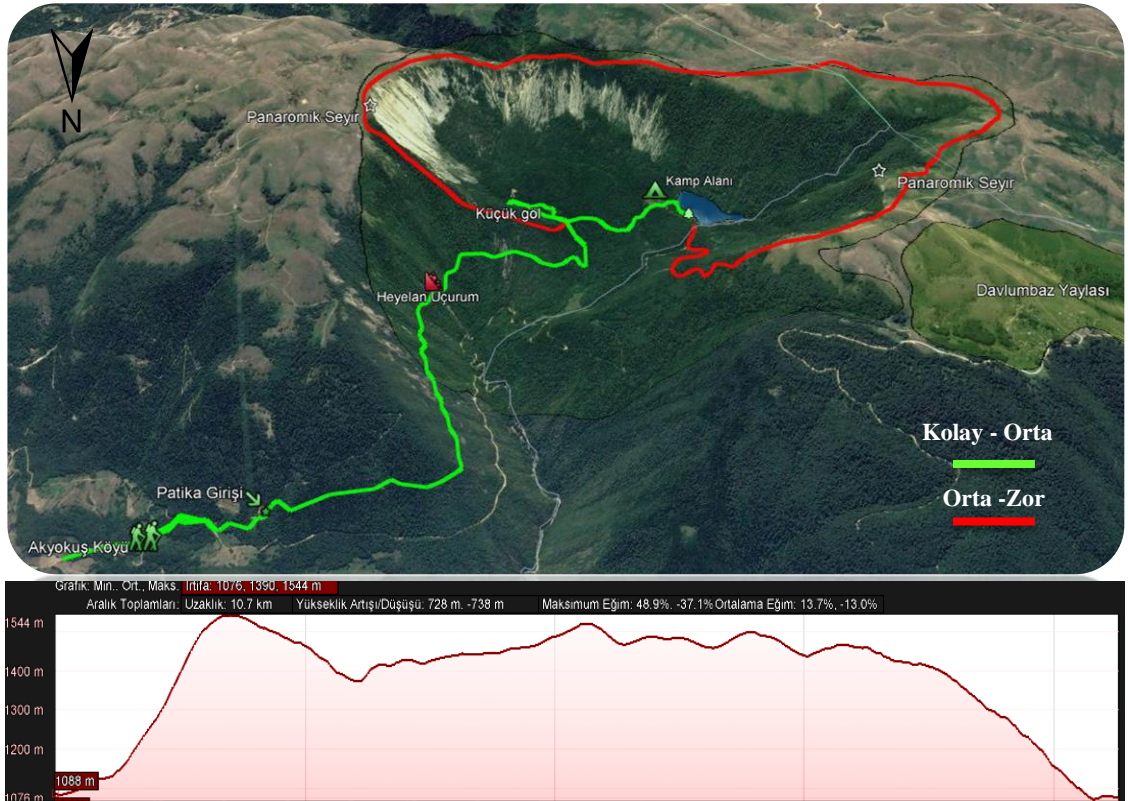 N
Panaromik Seyir
Kamp Alanı
Panaromik Seyir
Küçük göl
Heyelan Uçurum
Davlumbaz Yaylası
Kolay - Orta
Patika Girişi
Orta -Zor
Akyokuş Köyü
Grafik: Min.. Ort., Maks. İrtifa: 1076, 1390, 1544 m
Aralık Toplamları: Uzaklık: 10.7 km Yükseklik Artışı/Düşüşü: 728 m. -738 m Maksimum Eğim: 48.9%. -37.1% Ortalama Eğim: 13.7%, -13.0%
1544 m
1400 m
1300 m
1200 m
1088 m
1076 m